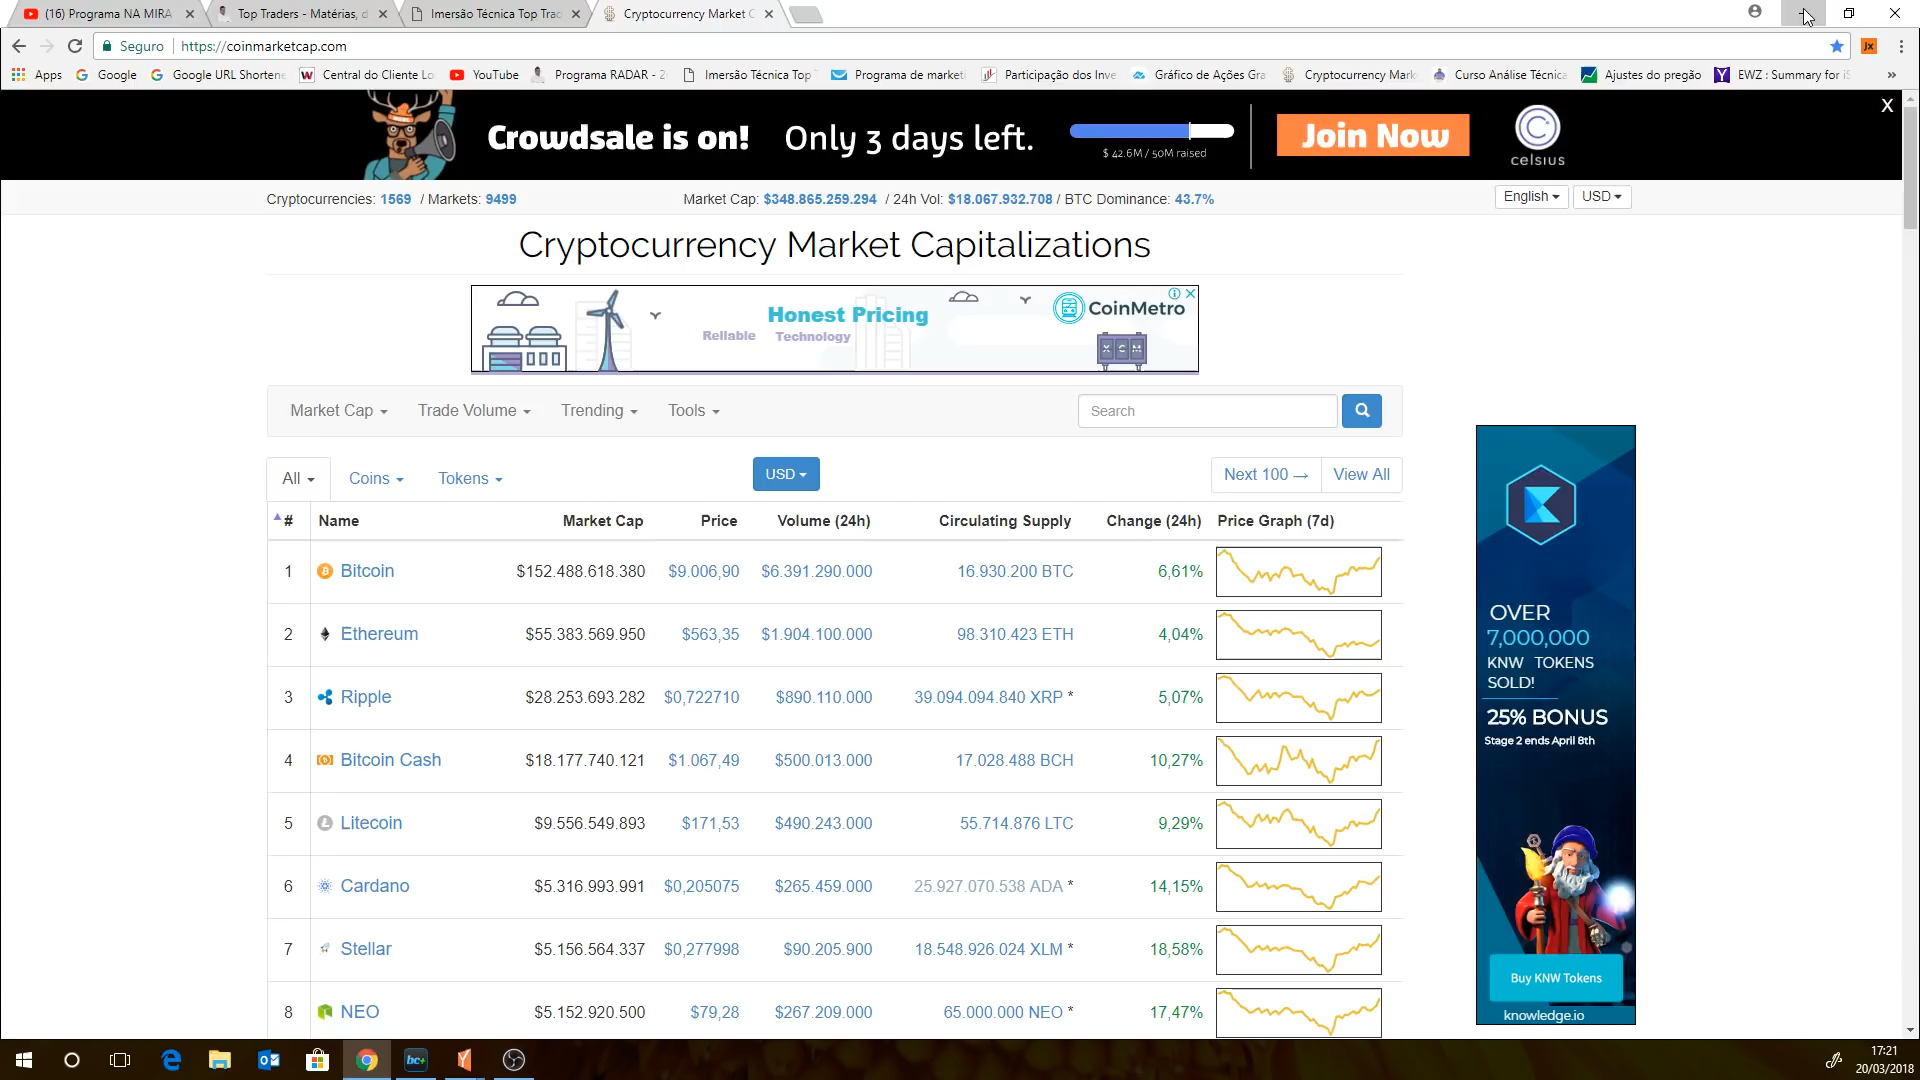 (16) Programa NA MIRA
Top Traders - Matérias, d
Imersão Técnica Top Trac
Cryptocurrency Market C
Seguro
https://coinmarketcap.com
Jx
Apps
Google
Google URL Shortene
Central do Cliente Lo
YouTube
Programa RADAR - 2
Imersão Técnica Top
Programa de market
Participação dos Inve
Gráfico de Ações Gra
Cryptocurrency Mark
Curso Análise Técnica
Ajustes do pregão
EWZ : Summary for iS
»
Crowdsale is on! Only 3 days left.
$ 42.6M / 50M raised
Join Now
celsius
X
Cryptocurrencies: 1569 / Markets: 9499
Market Cap: $348.865.259.294 / 24h Vol: $18.067.932.708 / BTC Dominance: 43.7%
English
USD
Cryptocurrency Market Capitalizations
Honest Pricing
Reliable Technology
CoinMetro
X C M
Market Cap
Trade Volume
Trending
Tools
Search
All
Coins
Tokens
USD
Next 100 →
View All
# Name Market Cap Price Volume (24h) Circulating Supply Change (24h) Price Graph (7d)
1 Bitcoin $152.488.618.380 $9.006,90 $6.391.290.000 16.930.200 BTC 6,61%
2 Ethereum $55.383.569.950 $563,35 $1.904.100.000 98.310.423 ETH 4,04%
3 Ripple $28.253.693.282 $0,722710 $890.110.000 39.094.094.840 XRP * 5,07%
4 Bitcoin Cash $18.177.740.121 $1.067,49 $500.013.000 17.028.488 BCH 10,27%
5 Litecoin $9.556.549.893 $171,53 $490.243.000 55.714.876 LTC 9,29%
6 Cardano $5.316.993.991 $0,205075 $265.459.000 25.927.070.538 ADA * 14,15%
7 Stellar $5.156.564.337 $0,277998 $90.205.900 18.548.926.024 XLM * 18,58%
8 NEO $5.152.920.500 $79,28 $267.209.000 65.000.000 NEO * 17,47%
OVER
7,000,000
KNW TOKENS
SOLD!
25% BONUS
Stage 2 ends April 8th
Buy KNW Tokens
knowledge.io
bc+
17:21
20/03/2018